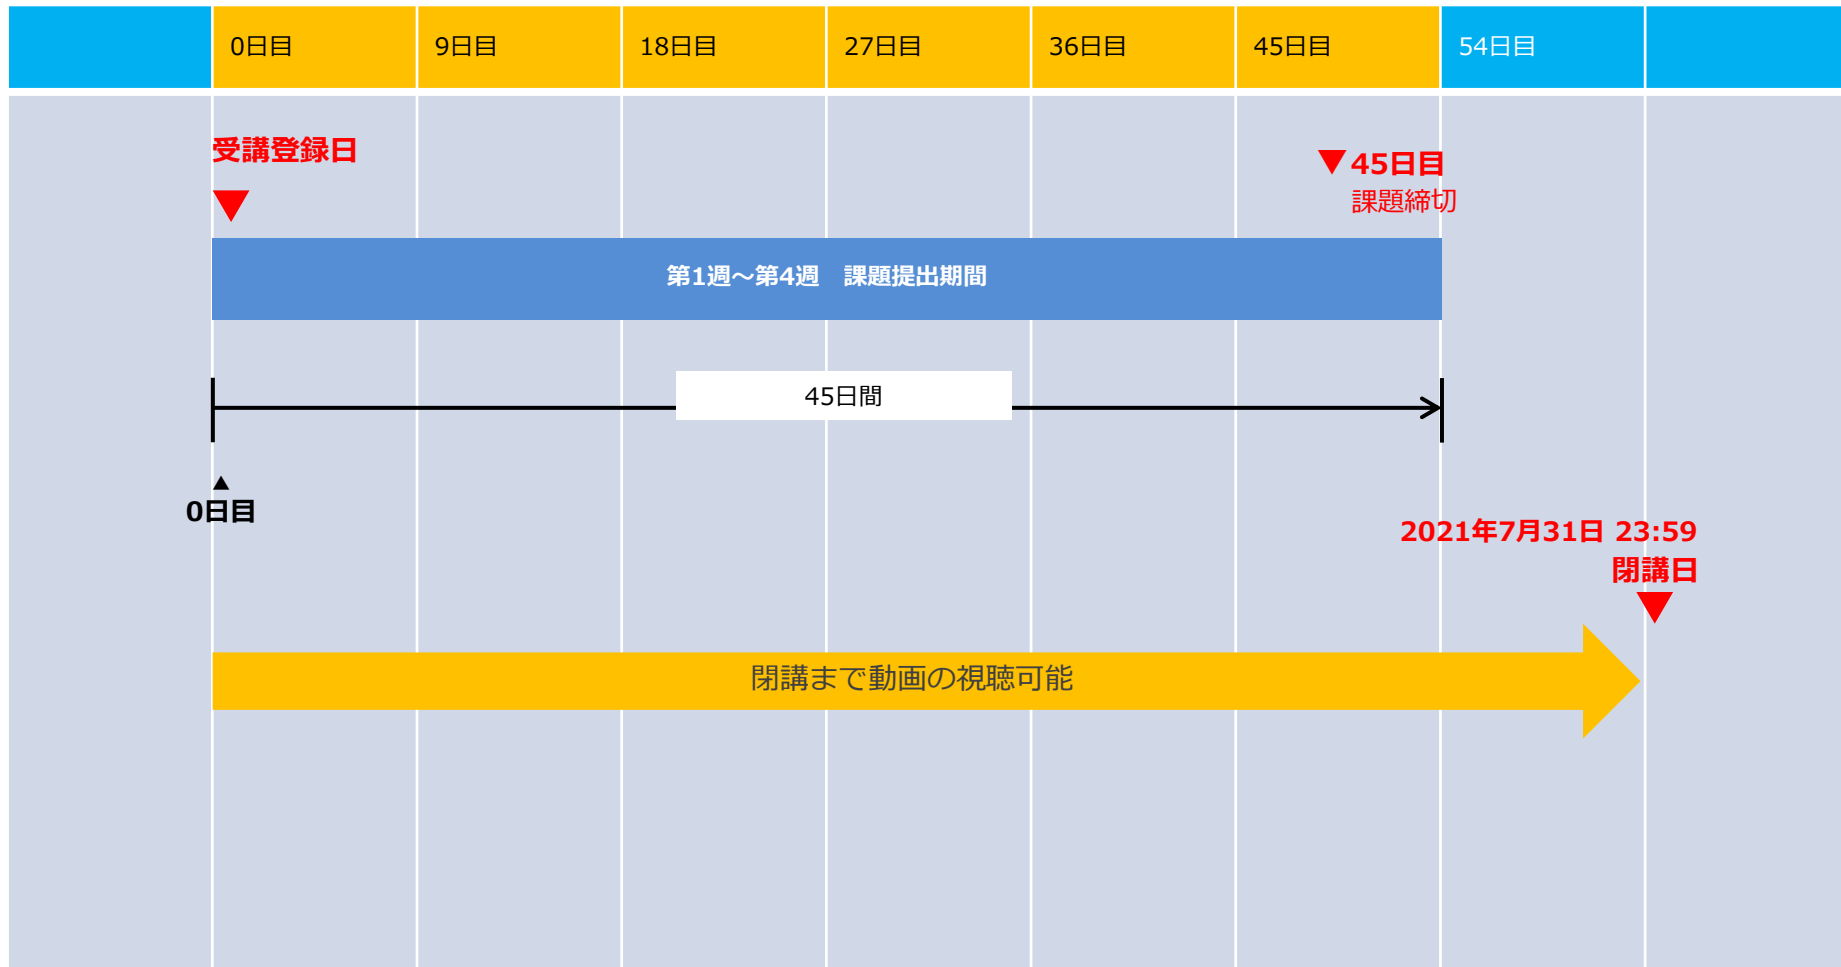 0日目
9日目
18日目
27日目
36日目
45日目
54日目
受講登録日
45日目
課題締切
第1週～第4週　課題提出期間
45日間
0日目
2021年7月31日 23:59
閉講日
閉講まで動画の視聴可能